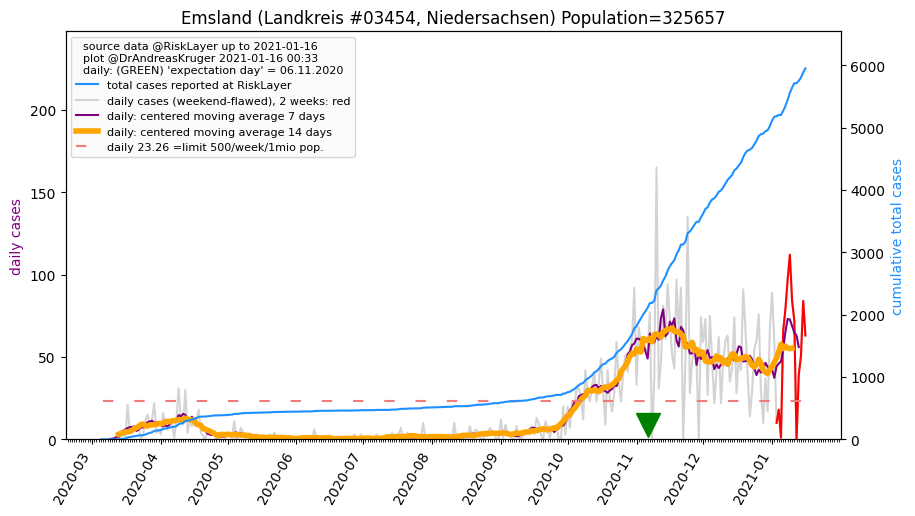 Emsland (Landkreis #03454, Niedersachsen) Population=325657
source data @RiskLayer up to 2021-01-16
plot @DrAndreasKruger 2021-01-16 00:33
daily: (GREEN) 'expectation day' = 06.11.2020
total cases reported at RiskLayer
daily cases (weekend-flawed), 2 weeks: red
daily: centered moving average 7 days
daily: centered moving average 14 days
daily 23.26 =limit 500/week/1mio pop.
daily cases
200
150
100
50
0
cumulative total cases
6000
5000
4000
3000
2000
1000
0
2020-03
2020-04
2020-05
2020-06
2020-07
2020-08
2020-09
2020-10
2020-11
2020-12
2021-01